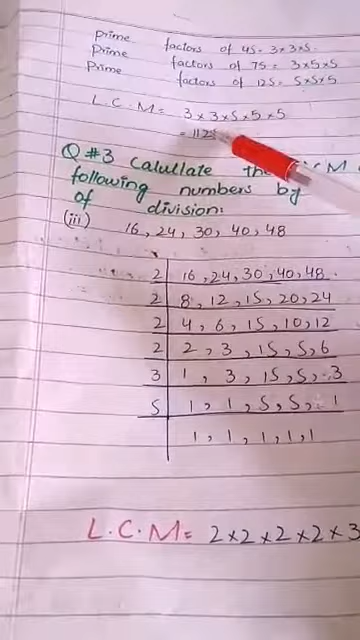 Prime factors of 45 = 3×3×5.
Prime factors of 75 = 3×5×5
Prime factors of 125 = 5×5×5
L.C.M = 3×3×5×5×5
= 112
Q #3 Calullate the C M
following numbers by
of division:
(iii) 16, 24, 30, 40, 48
2 | 16, 24, 30, 40, 48.
2 | 8, 12, 15, 20, 24
2 | 4, 6, 15, 10, 12
2 | 2, 3, 15, 5, 6
3 | 1, 3, 15, 5, 3
5 | 1, 1, 5, 5, 1
1, 1, 1, 1, 1
L.C.M = 2×2×2×2×3